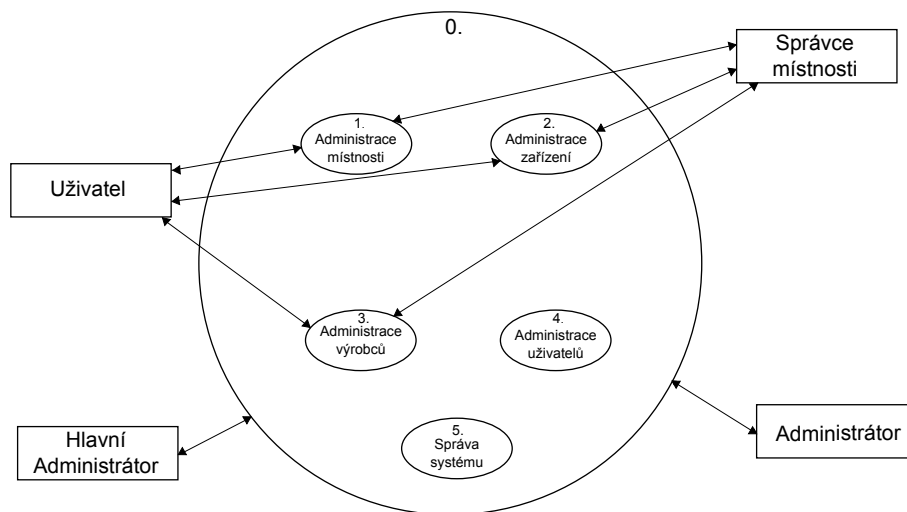 0.
Správce
místnosti
1.
Administrace
místnosti
2.
Administrace
zařízení
Uživatel
3.
Administrace
výrobců
4.
Administrace
uživatelů
Hlavní
Administrátor
5.
Správa
systému
Administrátor